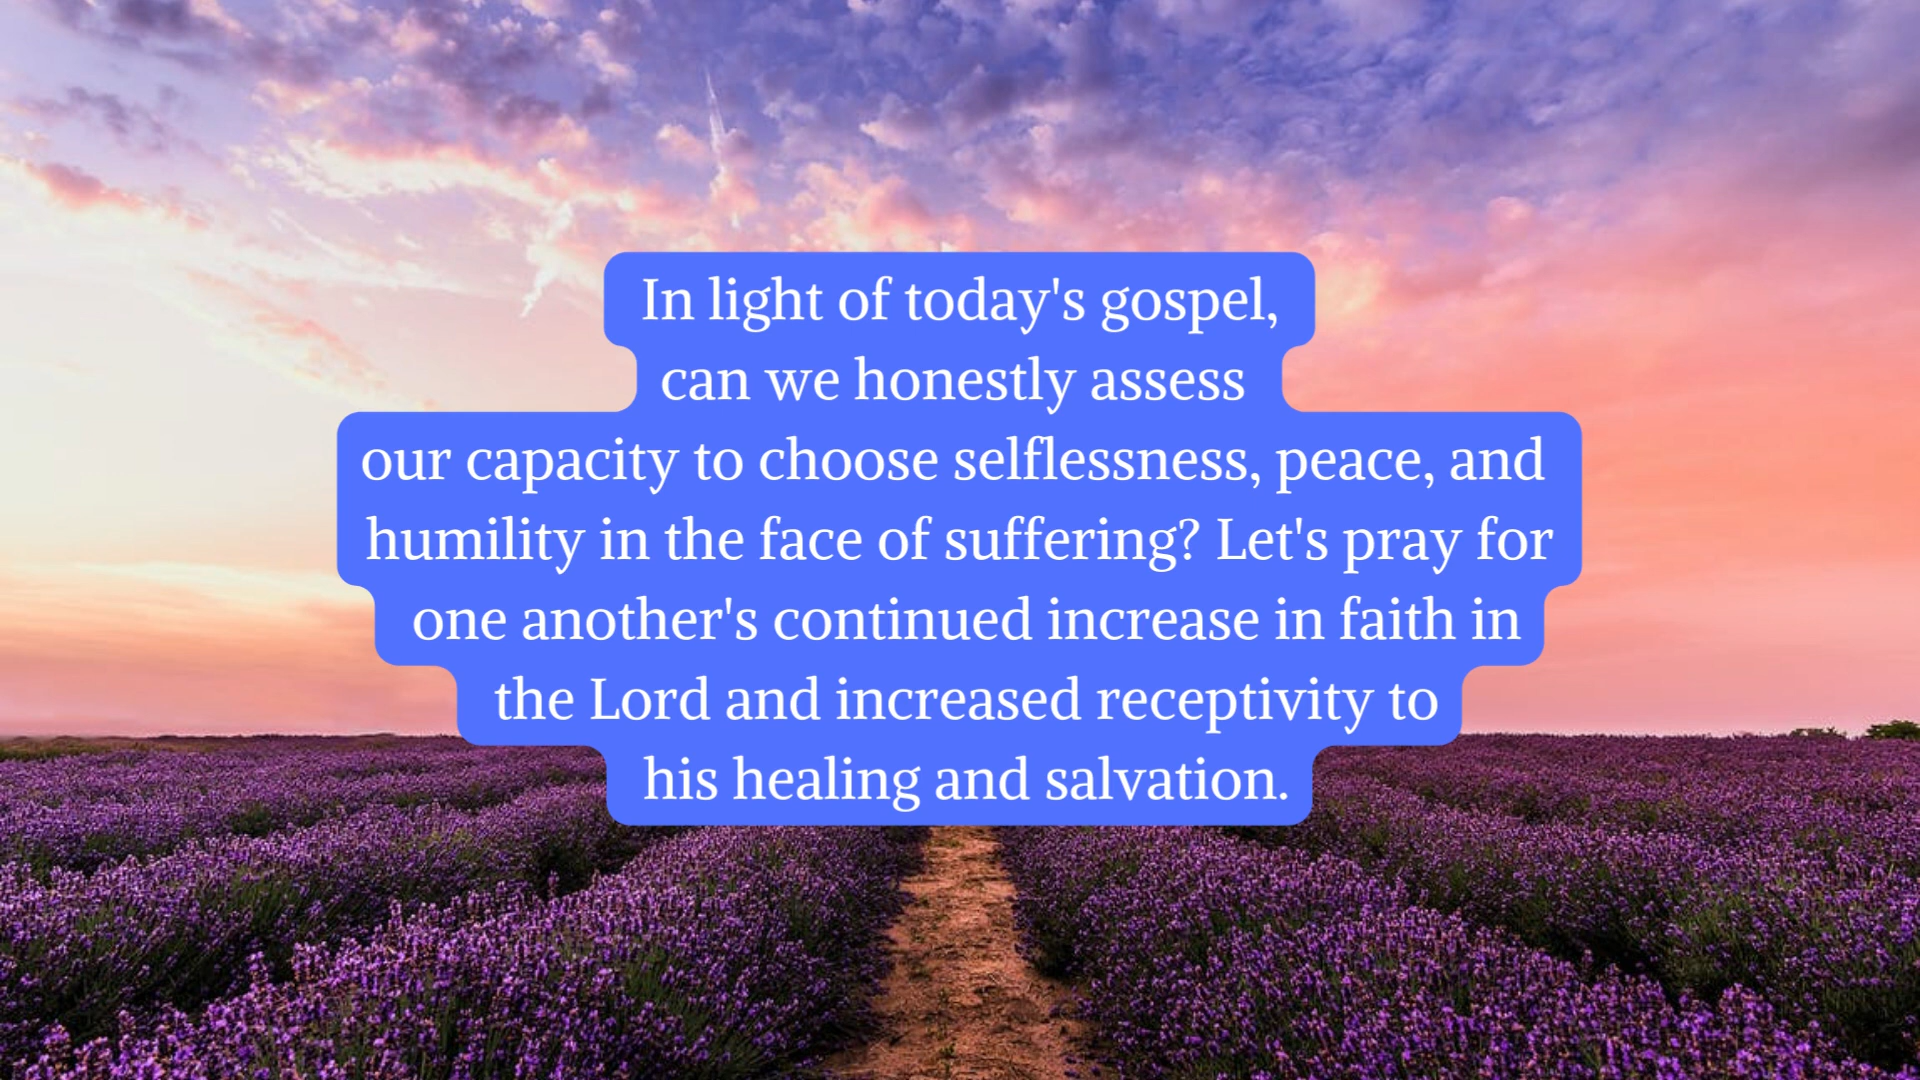 In light of today's gospel,
can we honestly assess
our capacity to choose selflessness, peace, and
humility in the face of suffering? Let's pray for
one another's continued increase in faith in
the Lord and increased receptivity to
his healing and salvation.